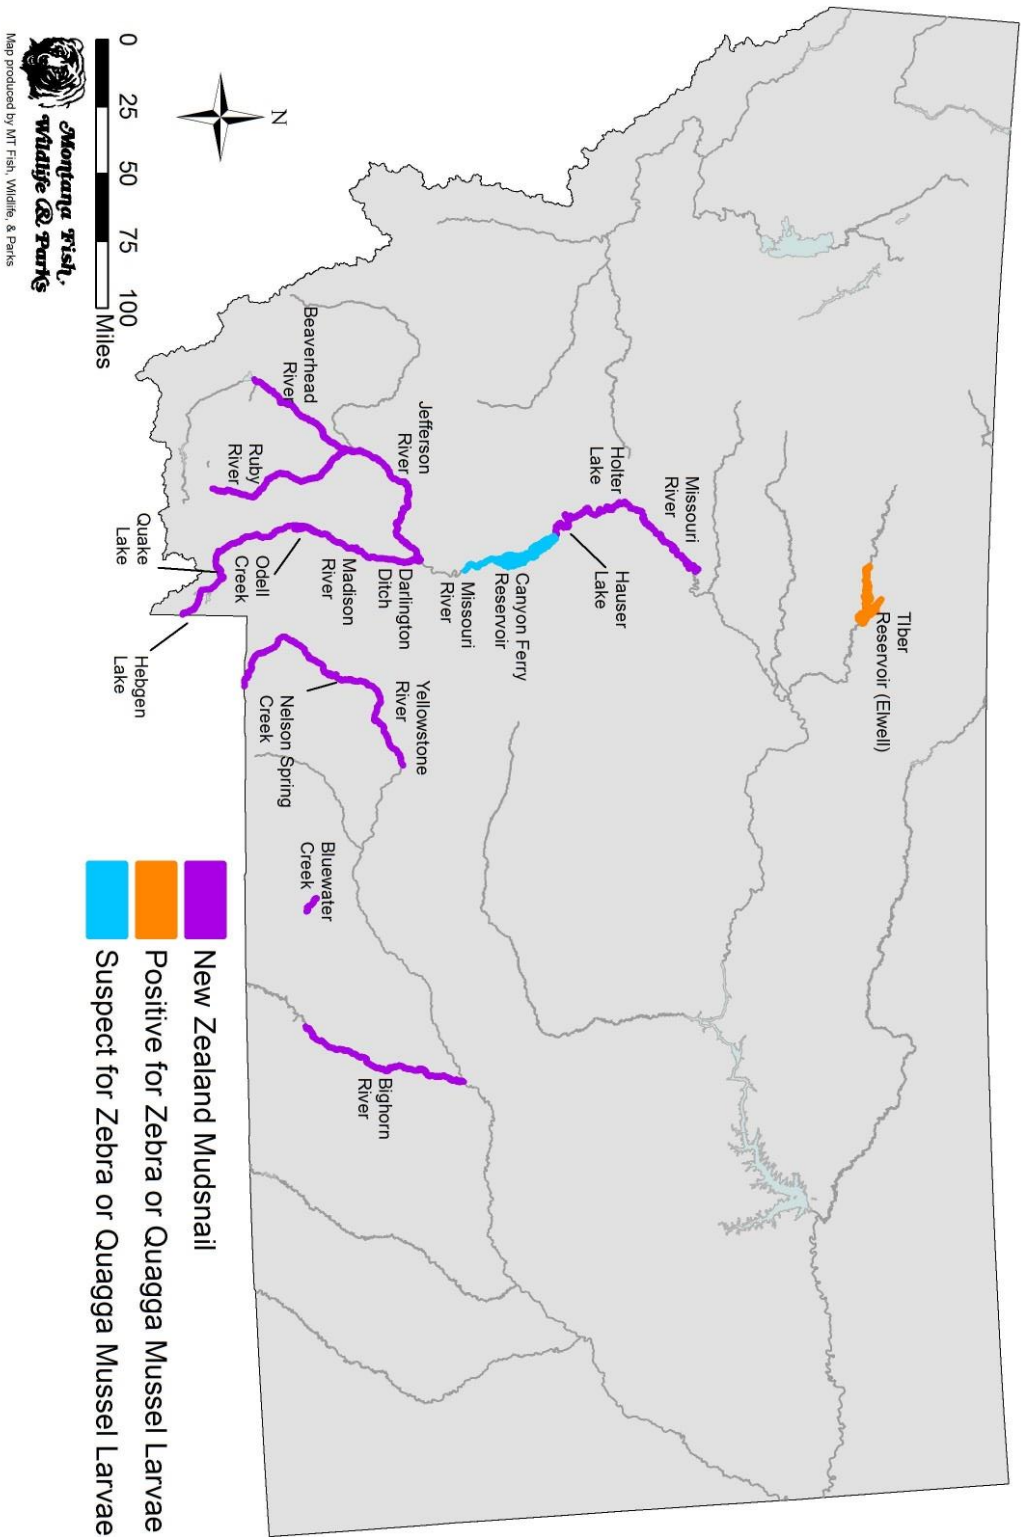 TIber
Reservoir (Elwell)
Missouri
River
Holter
Lake
Hauser
Lake
Canyon Ferry
Reservoir
Missouri
River
Jefferson
River
Darlington
Ditch
Yellowstone
River
Beaverhead
River
Madison
River
Ruby
River
Odell
Creek
Nelson Spring
Creek
Quake
Lake
Hebgen
Lake
Bluewater
Creek
Bighorn
River
N
0 25 50 75 100
Miles
Montana Fish,
Wildlife & Parks
Map produced by MT Fish, Wildlife, & Parks
New Zealand Mudsnail
Positive for Zebra or Quagga Mussel Larvae
Suspect for Zebra or Quagga Mussel Larvae